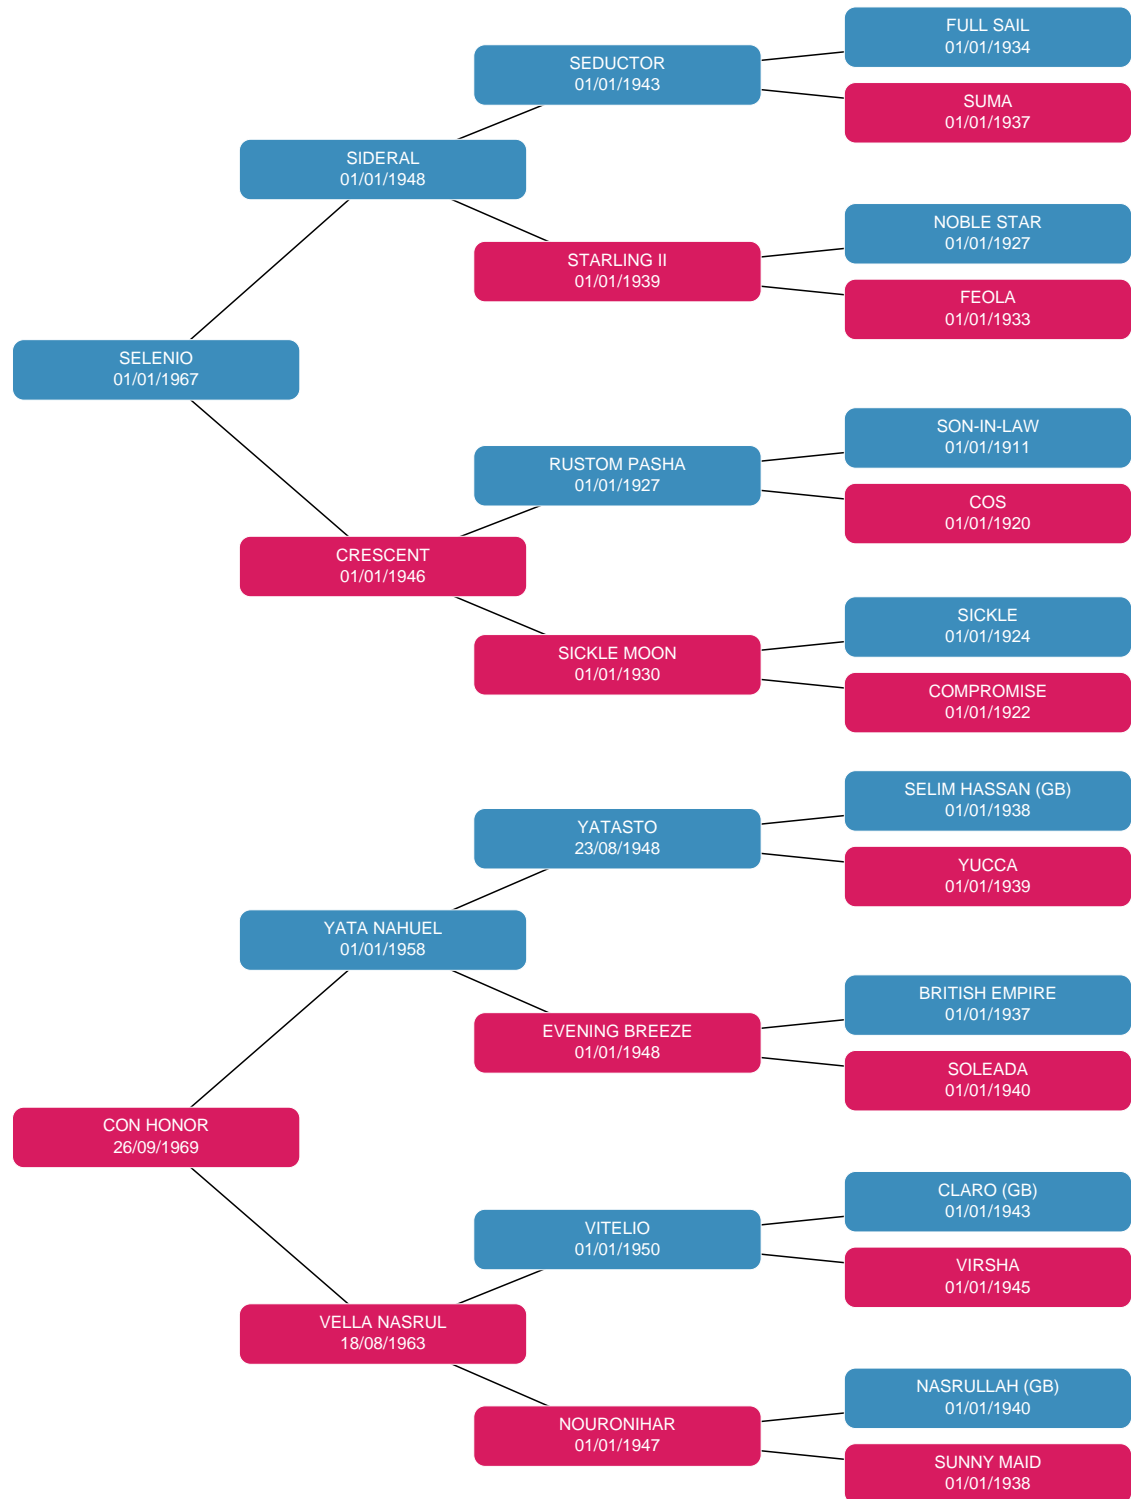 FULL SAIL
01/01/1934
SEDUCTOR
01/01/1943
SUMA
01/01/1937
SIDERAL
01/01/1948
NOBLE STAR
01/01/1927
STARLING II
01/01/1939
FEOLA
01/01/1933
SELENIO
01/01/1967
SON-IN-LAW
01/01/1911
RUSTOM PASHA
01/01/1927
COS
01/01/1920
CRESCENT
01/01/1946
SICKLE
01/01/1924
SICKLE MOON
01/01/1930
COMPROMISE
01/01/1922
SELIM HASSAN (GB)
01/01/1938
YATASTO
23/08/1948
YUCCA
01/01/1939
YATA NAHUEL
01/01/1958
BRITISH EMPIRE
01/01/1937
EVENING BREEZE
01/01/1948
SOLEADA
01/01/1940
CON HONOR
26/09/1969
CLARO (GB)
01/01/1943
VITELIO
01/01/1950
VIRSHA
01/01/1945
VELLA NASRUL
18/08/1963
NASRULLAH (GB)
01/01/1940
NOURONIHAR
01/01/1947
SUNNY MAID
01/01/1938